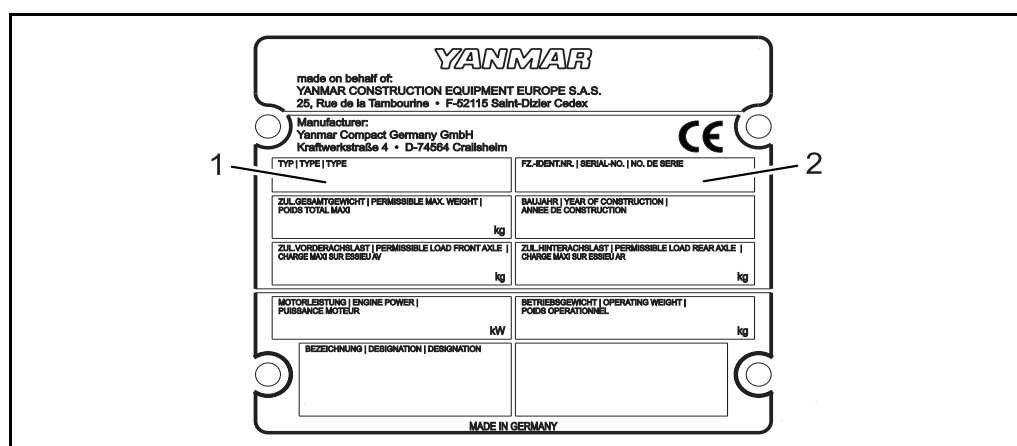 YANMAR
made on behalf of:
YANMAR CONSTRUCTION EQUIPMENT EUROPE S.A.S.
25, Rue de la Tambourine • F-52115 Saint-Dizier Cedex
Manufacturer:
Yanmar Compact Germany GmbH
Kraftwerkstraße 4 • D-74564 Crailsheim
CE
1
TYP | TYPE | TYPE
FZ.-IDENT.NR. | SERIAL-NO. | NO. DE SERIE
2
ZUL.GESAMTGEWICHT | PERMISSIBLE MAX. WEIGHT |
POIDS TOTAL MAXI
kg
BAUJAHR | YEAR OF CONSTRUCTION |
ANNEE DE CONSTRUCTION
ZUL.VORDERACHSLAST | PERMISSIBLE LOAD FRONT AXLE |
CHARGE MAXI SUR ESSIEU AV
kg
ZUL.HINTERACHSLAST | PERMISSIBLE LOAD REAR AXLE |
CHARGE MAXI SUR ESSIEU AR
kg
MOTORLEISTUNG | ENGINE POWER |
PUISSANCE MOTEUR
kW
BETRIEBSGEWICHT | OPERATING WEIGHT |
POIDS OPERATIONNEL
kg
BEZEICHNUNG | DESIGNATION | DESIGNATION
MADE IN GERMANY